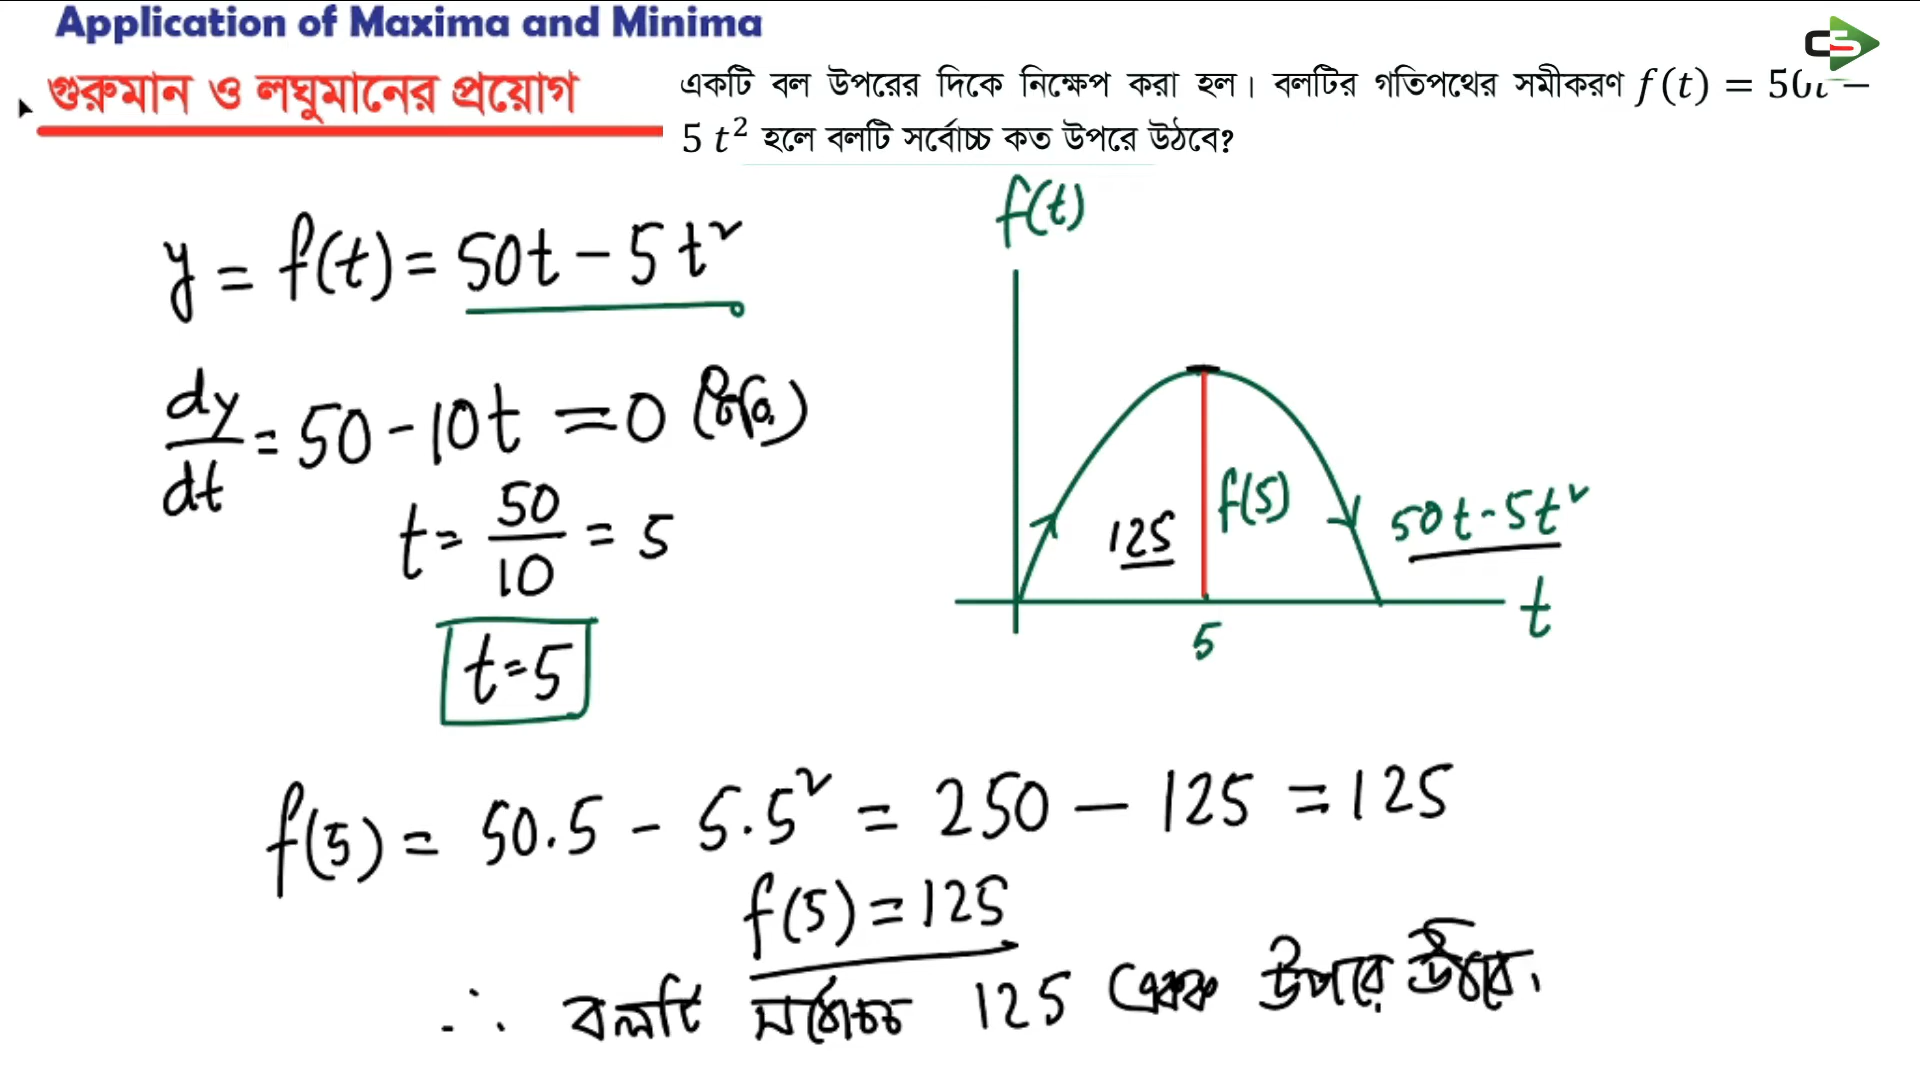 Application of Maxima and Minima
গুরুমান ও লঘুমানের প্রয়োগ
একটি বল উপরের দিকে নিক্ষেপ করা হল। বলটির গতিপথের সমীকরণ f(t) = 50t −
5 t² হলে বলটি সর্বোচ্চ কত উপরে উঠবে?
y = f(t) = 50t − 5t²
dy/dt = 50 − 10t = 0
t = 50/10 = 5
t = 5
f(t)
125
f(5)
50t - 5t²
t
5
f(5) = 50.5 − 5.5² = 250 − 125 = 125
f(5) = 125
∴ বলটি সর্বোচ্চ 125 একক উপরে উঠবে।
CS